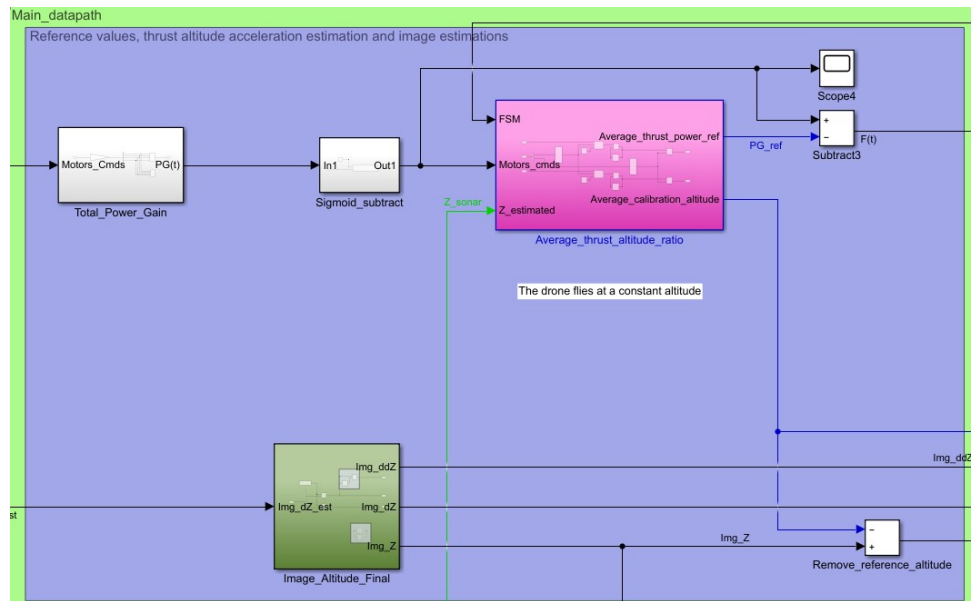 Main_datapath
Reference values, thrust altitude acceleration estimation and image estimations
Scope4
FSM
+
Average_thrust_power_ref
−
F(t)
PG_ref
Subtract3
Motors_Cmds
PG(t)
In1
Out1
Motors_cmds
Total_Power_Gain
Sigmoid_subtract
Z_sonar
Average_calibration_altitude
Z_estimated
Average_thrust_altitude_ratio
The drone flies at a constant altitude
Img_ddZ
Img_ddZ
st
Img_dZ_est
Img_dZ
−
Img_Z
Img_Z
+
Remove_reference_altitude
Image_Altitude_Final